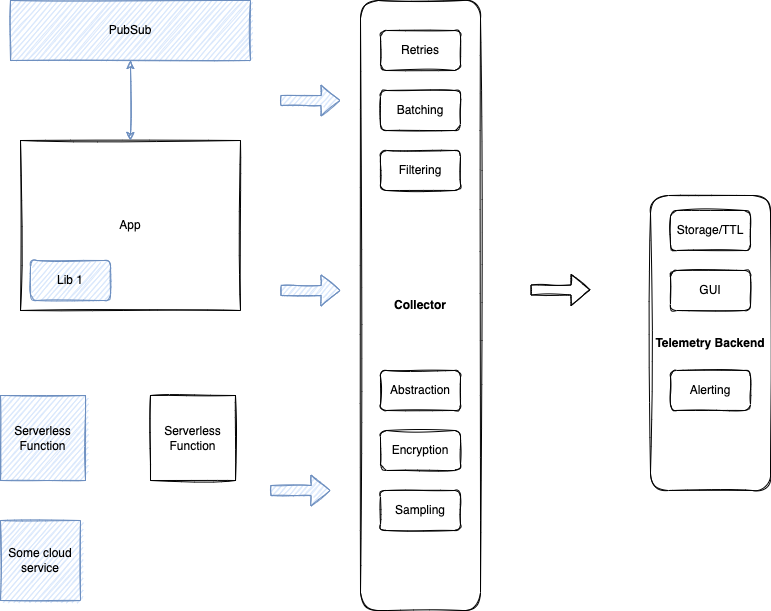 PubSub
App
Lib 1
Serverless
Function
Serverless
Function
Some cloud
service
Retries
Batching
Filtering
Collector
Abstraction
Encryption
Sampling
Storage/TTL
GUI
Telemetry Backend
Alerting